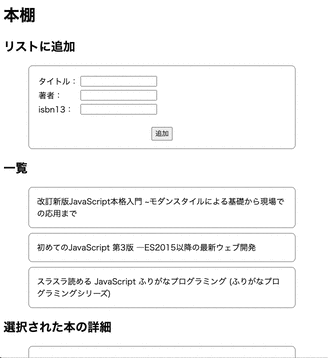 本棚
リストに追加
タイトル：
著者：
isbn13：
追加
一覧
改訂新版JavaScript本格入門 ~モダンスタイルによる基礎から現場で
の応用まで
初めてのJavaScript 第3版 ―ES2015以降の最新ウェブ開発
スラスラ読める JavaScript ふりがなプログラミング (ふりがなプロ
グラミングシリーズ)
選択された本の詳細